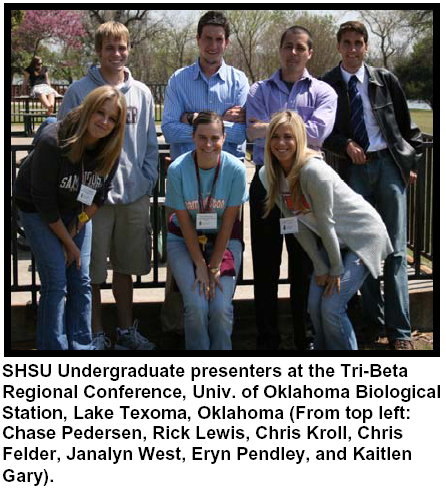 SHSU Undergraduate presenters at the Tri-Beta
Regional Conference, Univ. of Oklahoma Biological
Station, Lake Texoma, Oklahoma (From top left:
Chase Pedersen, Rick Lewis, Chris Kroll, Chris
Felder, Janalyn West, Eryn Pendley, and Kaitlen
Gary).
SAM